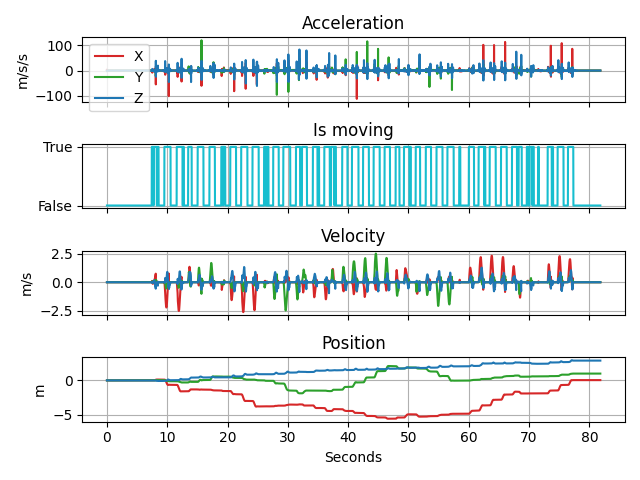 Acceleration
m/s/s
100
0
−100
X
Y
Z
Is moving
True
False
Velocity
m/s
2.5
0.0
−2.5
Position
m
0
−5
0 10 20 30 40 50 60 70 80
Seconds